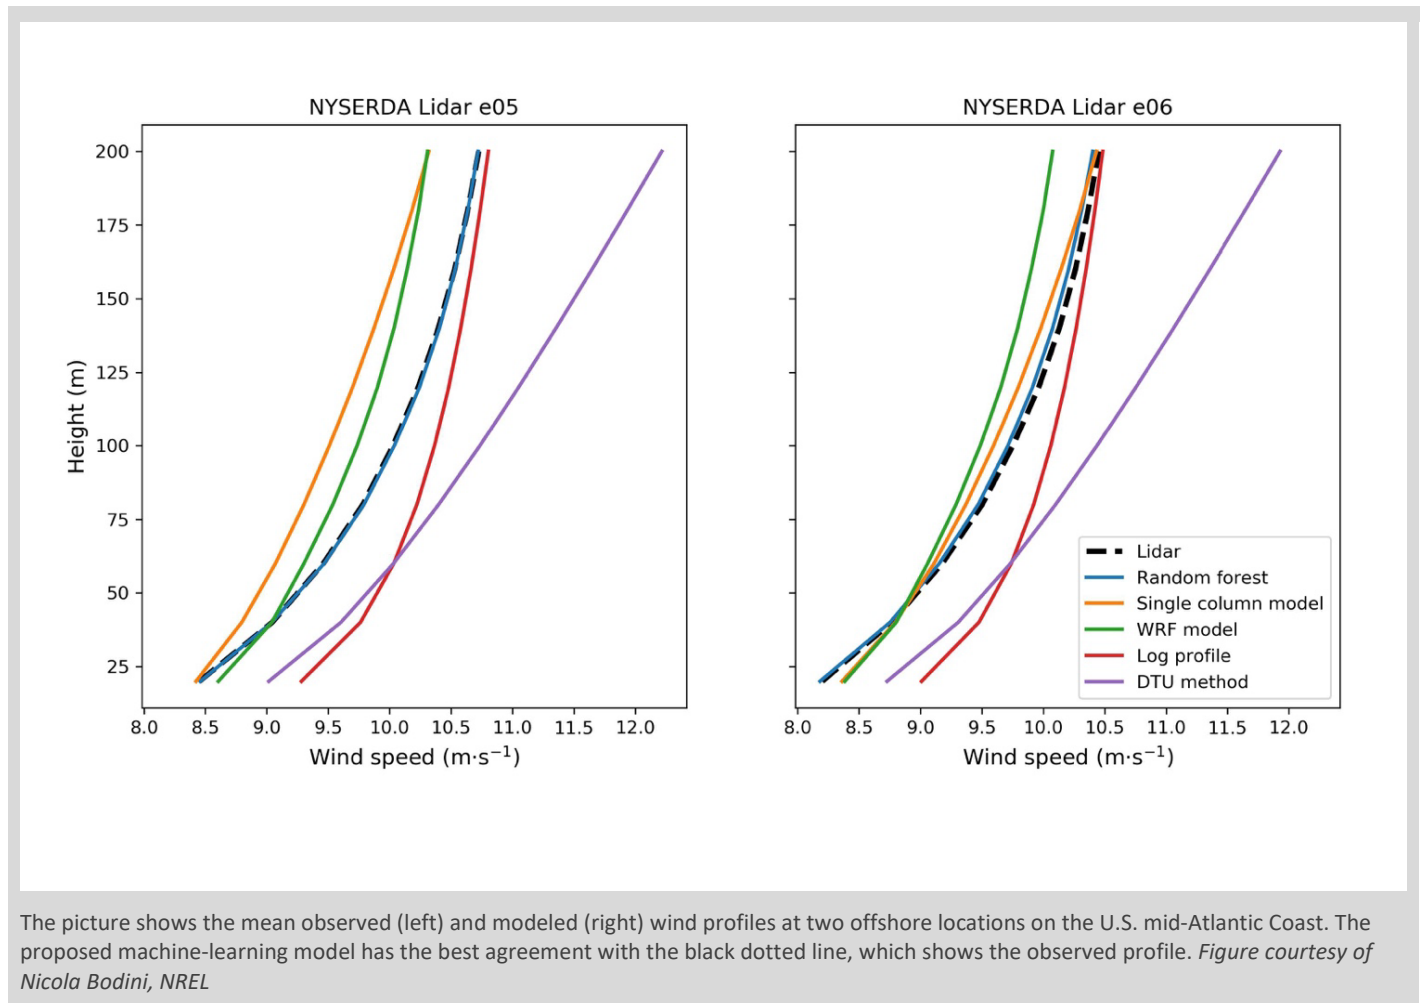 NYSERDA Lidar e05
200
175
150
125
100
75
50
25
Height (m)
8.0 8.5 9.0 9.5 10.0 10.5 11.0 11.5 12.0
Wind speed (m·s⁻¹)
NYSERDA Lidar e06
Lidar
Random forest
Single column model
WRF model
Log profile
DTU method
8.0 8.5 9.0 9.5 10.0 10.5 11.0 11.5 12.0
Wind speed (m·s⁻¹)
The picture shows the mean observed (left) and modeled (right) wind profiles at two offshore locations on the U.S. mid-Atlantic Coast. The
proposed machine-learning model has the best agreement with the black dotted line, which shows the observed profile. Figure courtesy of
Nicola Bodini, NREL